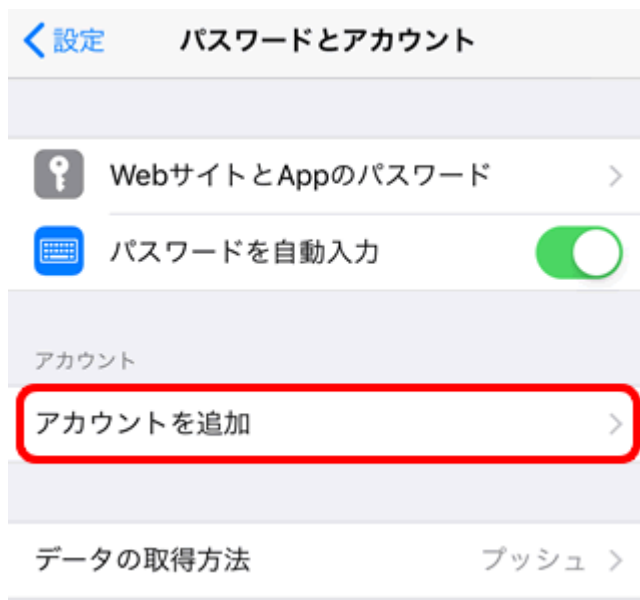 設定 パスワードとアカウント
WebサイトとAppのパスワード
パスワードを自動入力
アカウント
アカウントを追加
データの取得方法 プッシュ